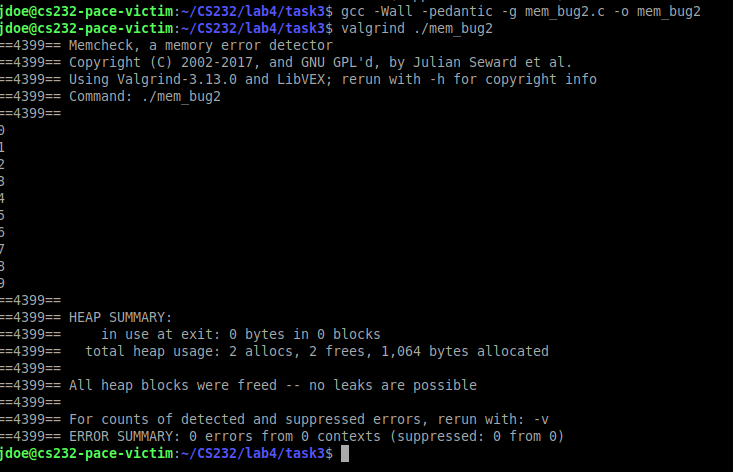 jdoe@cs232-pace-victim:~/CS232/lab4/task3$ gcc -Wall -pedantic -g mem_bug2.c -o mem_bug2
jdoe@cs232-pace-victim:~/CS232/lab4/task3$ valgrind ./mem_bug2
==4399== Memcheck, a memory error detector
==4399== Copyright (C) 2002-2017, and GNU GPL'd, by Julian Seward et al.
==4399== Using Valgrind-3.13.0 and LibVEX; rerun with -h for copyright info
==4399== Command: ./mem_bug2
==4399==
0
1
2
3
4
5
6
7
8
9
==4399==
==4399== HEAP SUMMARY:
==4399==     in use at exit: 0 bytes in 0 blocks
==4399==   total heap usage: 2 allocs, 2 frees, 1,064 bytes allocated
==4399==
==4399== All heap blocks were freed -- no leaks are possible
==4399==
==4399== For counts of detected and suppressed errors, rerun with: -v
==4399== ERROR SUMMARY: 0 errors from 0 contexts (suppressed: 0 from 0)
jdoe@cs232-pace-victim:~/CS232/lab4/task3$